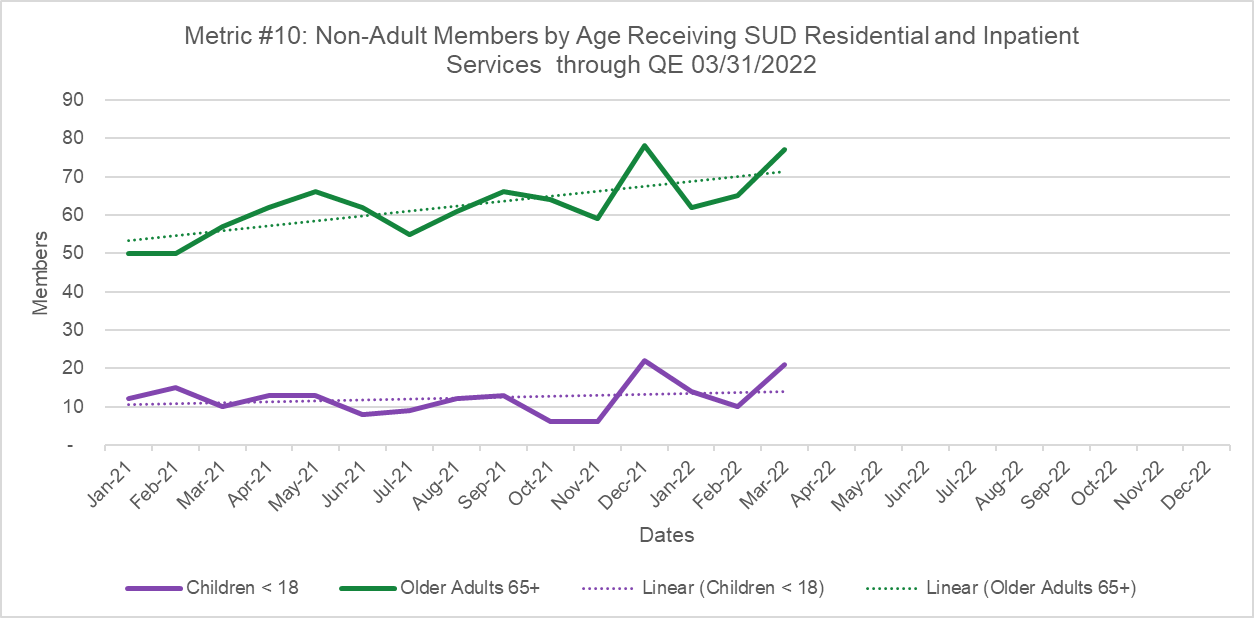 Metric #10: Non-Adult Members by Age Receiving SUD Residential and Inpatient
Services  through QE 03/31/2022
90
80
70
60
50
40
30
20
10
-
Members
Jan-21
Feb-21
Mar-21
Apr-21
May-21
Jun-21
Jul-21
Aug-21
Sep-21
Oct-21
Nov-21
Dec-21
Jan-22
Feb-22
Mar-22
Apr-22
May-22
Jun-22
Jul-22
Aug-22
Sep-22
Oct-22
Nov-22
Dec-22
Dates
Children < 18
Older Adults 65+
Linear (Children < 18)
Linear (Older Adults 65+)